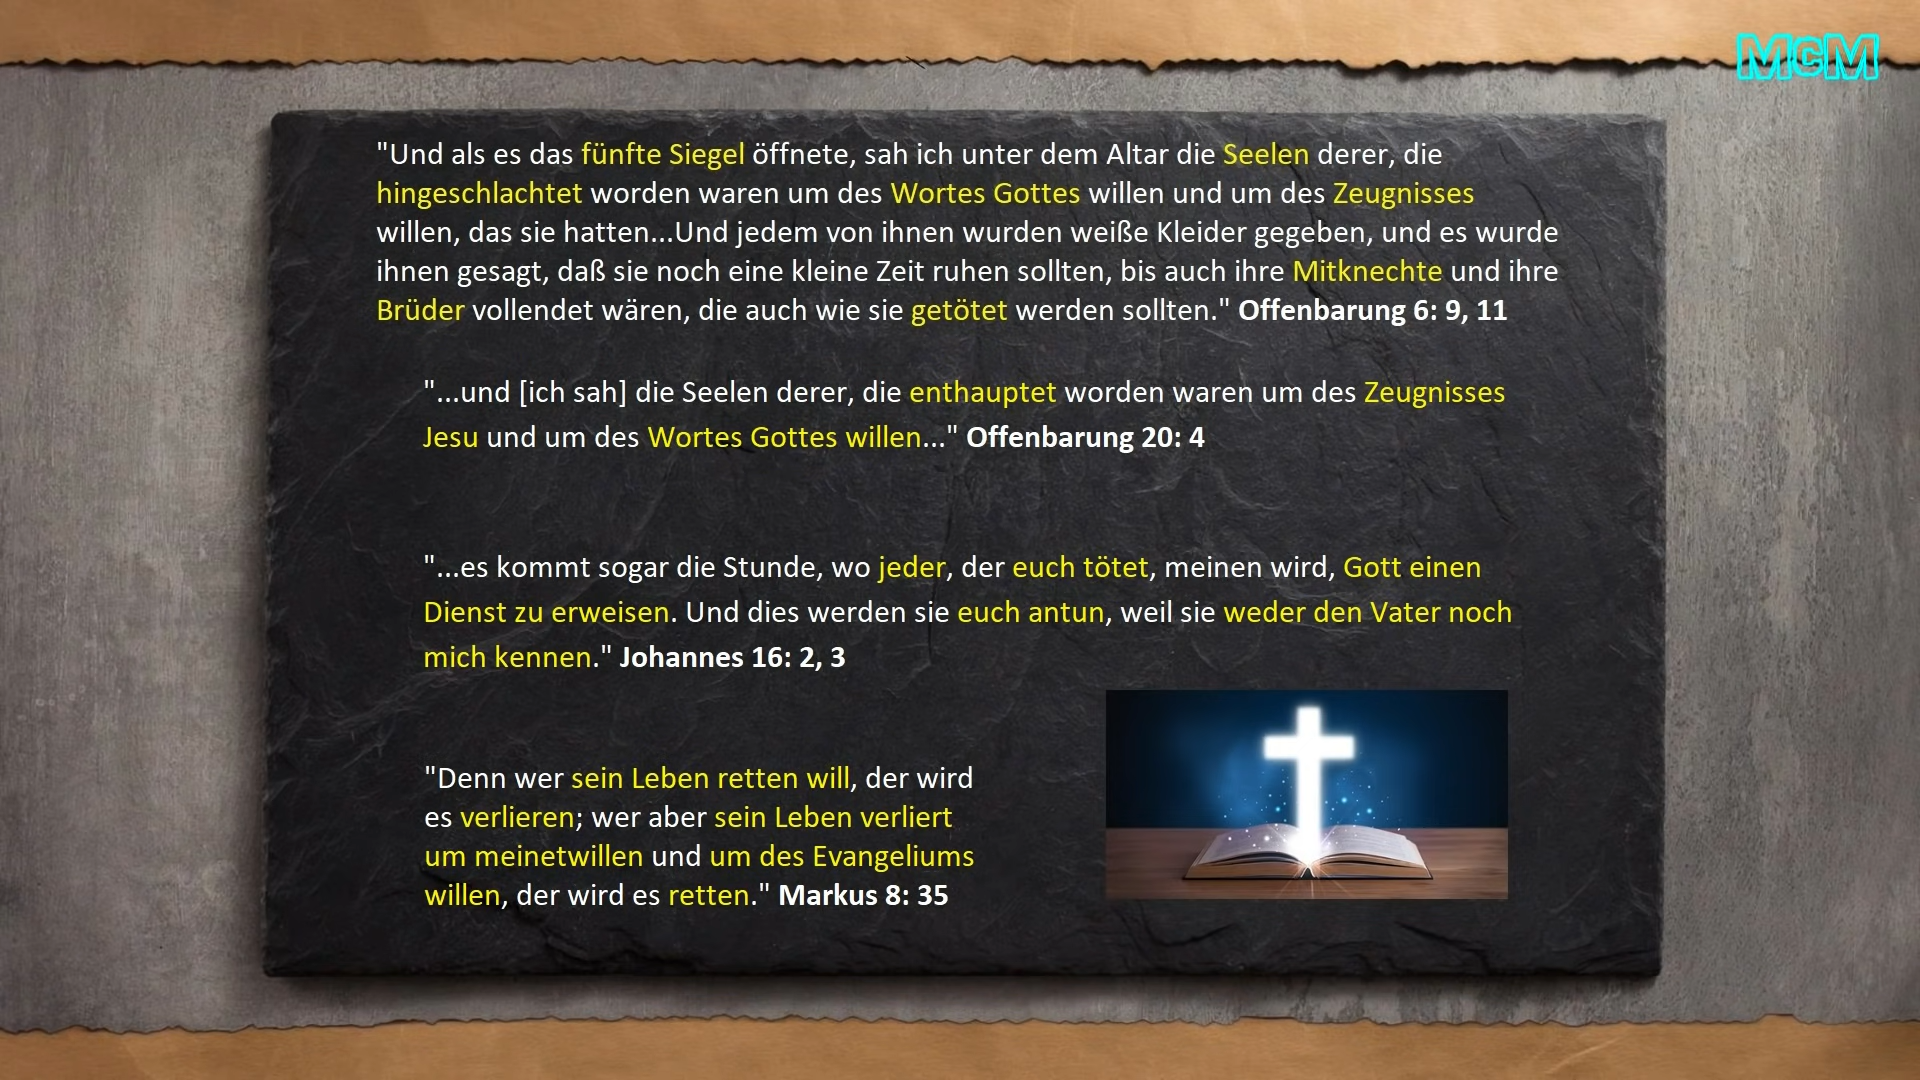 MCM
"Und als es das fünfte Siegel öffnete, sah ich unter dem Altar die Seelen derer, die
hingeschlachtet worden waren um des Wortes Gottes willen und um des Zeugnisses
willen, das sie hatten...Und jedem von ihnen wurden weiße Kleider gegeben, und es wurde
ihnen gesagt, daß sie noch eine kleine Zeit ruhen sollten, bis auch ihre Mitknechte und ihre
Brüder vollendet wären, die auch wie sie getötet werden sollten." Offenbarung 6: 9, 11
"...und [ich sah] die Seelen derer, die enthauptet worden waren um des Zeugnisses
Jesu und um des Wortes Gottes willen..." Offenbarung 20: 4
"...es kommt sogar die Stunde, wo jeder, der euch tötet, meinen wird, Gott einen
Dienst zu erweisen. Und dies werden sie euch antun, weil sie weder den Vater noch
mich kennen." Johannes 16: 2, 3
"Denn wer sein Leben retten will, der wird
es verlieren; wer aber sein Leben verliert
um meinetwillen und um des Evangeliums
willen, der wird es retten." Markus 8: 35